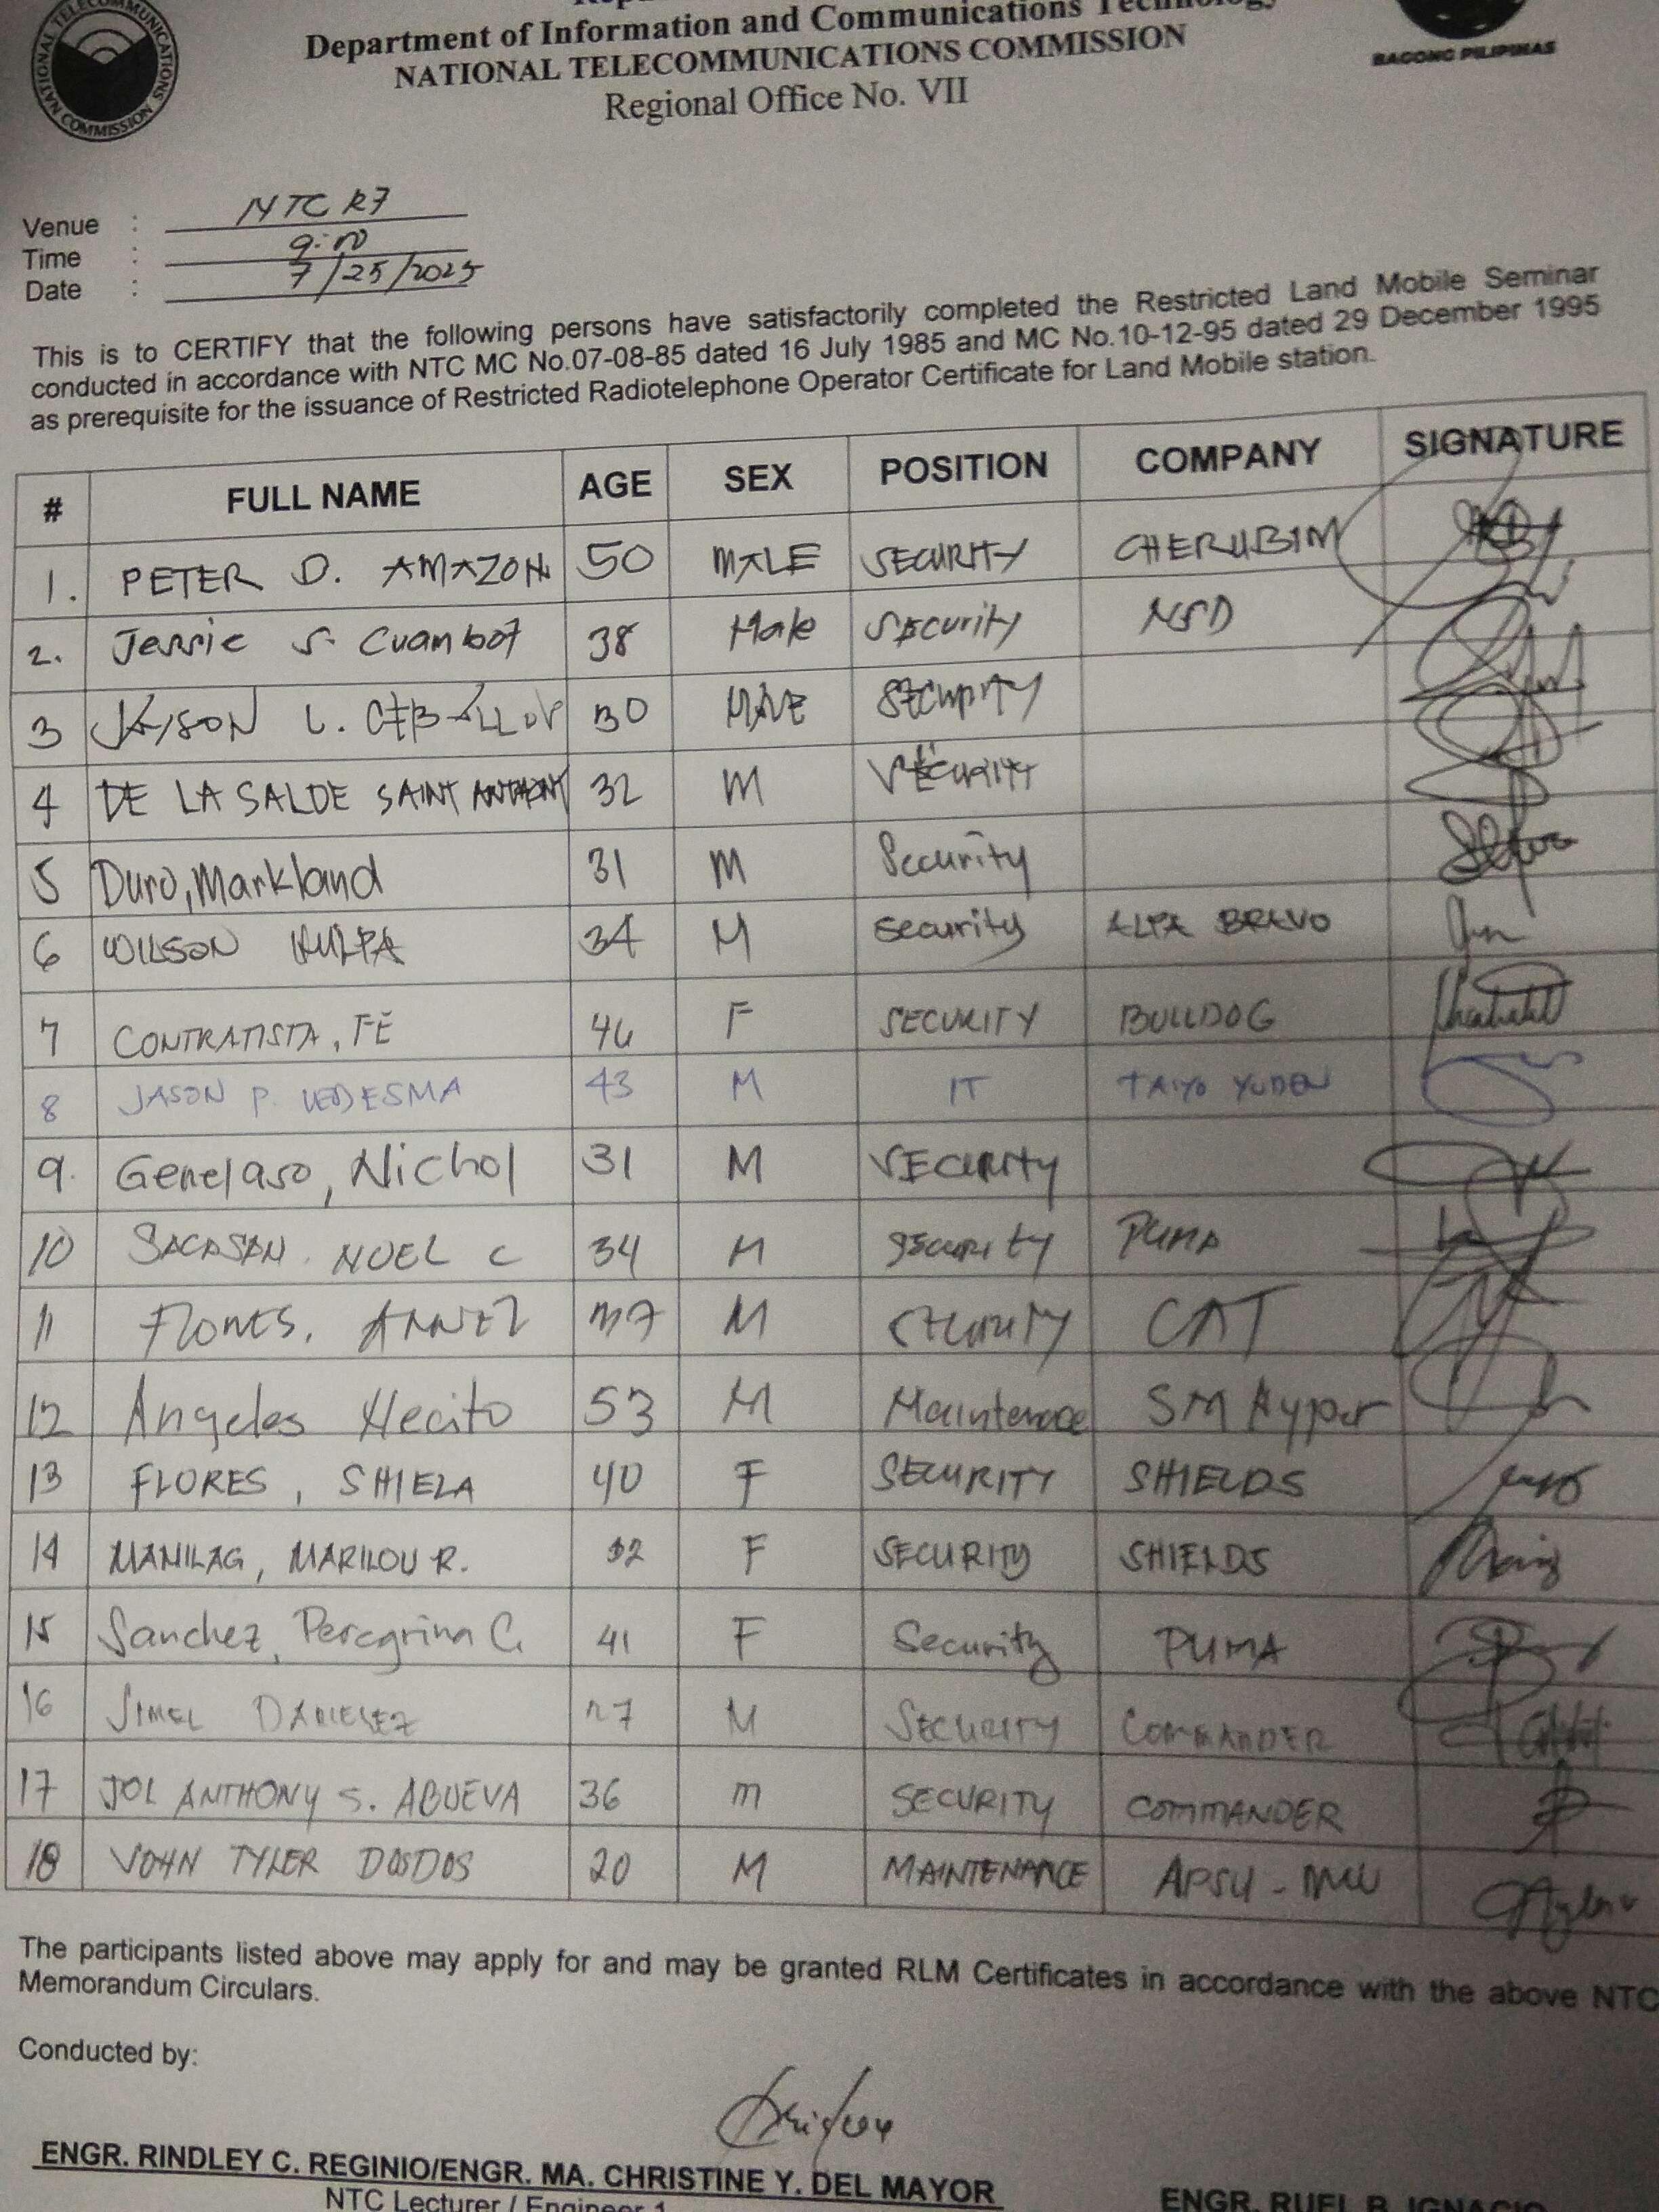 NATIONAL TELECOMMUNICATIONS COMMISSION
Department of Information and Communications Technology
NATIONAL TELECOMMUNICATIONS COMMISSION
Regional Office No. VII
BAGONG PILIPINAS
Venue : NTC R7
Time : 9:00
Date : 7/25/2025
This is to CERTIFY that the following persons have satisfactorily completed the Restricted Land Mobile Seminar
conducted in accordance with NTC MC No.07-08-85 dated 16 July 1985 and MC No.10-12-95 dated 29 December 1995
as prerequisite for the issuance of Restricted Radiotelephone Operator Certificate for Land Mobile station.
# FULL NAME AGE SEX POSITION COMPANY SIGNATURE
1. PETER D. AMAZON 50 MALE SECURITY CHERUBIM
2. Jessie S. Cuambot 38 Male Security NSD
3 JAYSON L. CEBALLOS 30 MALE SECURITY
4 DE LA SALDE SAINT ANTHONY 32 M SECURITY
5 Duro, Markland 31 M Security
6 WILSON 34 M Security ALPA BRAVO
7 CONTRATISTA, FE 46 F SECURITY BULLDOG
8 JASON P. LEDESMA 43 M IT TAIYO YUDEN
9. Genelaso, Nichol 31 M SECURITY
10 SACASAN NOEL C 34 M Security PUMA
11 FLORES, 37 M SECURITY CAT
12 Angeles Hecito 53 M Maintenace SM Hyper
13 FLORES, SHIELA 40 F SECURITY SHIELDS
14 MANILAG, MARILOU R. 32 F SECURITY SHIELDS
15 Sanchez, Peregrina C. 41 F Security PUMA
16 JIMEL 27 M SECURITY COMMANDER
17 JOL ANTHONY S. ABUEVA 36 m SECURITY COMMANDER
18 JOHN TYLER DOSDOS 20 M MAINTENANCE
The participants listed above may apply for and may be granted RLM Certificates in accordance with the above NTC
Memorandum Circulars.
Conducted by:
ENGR. RINDLEY C. REGINIO/ENGR. MA. CHRISTINE Y. DEL MAYOR
NTC Lecturer / Engineer 1
ENGR. RUEL B. IGNACIO